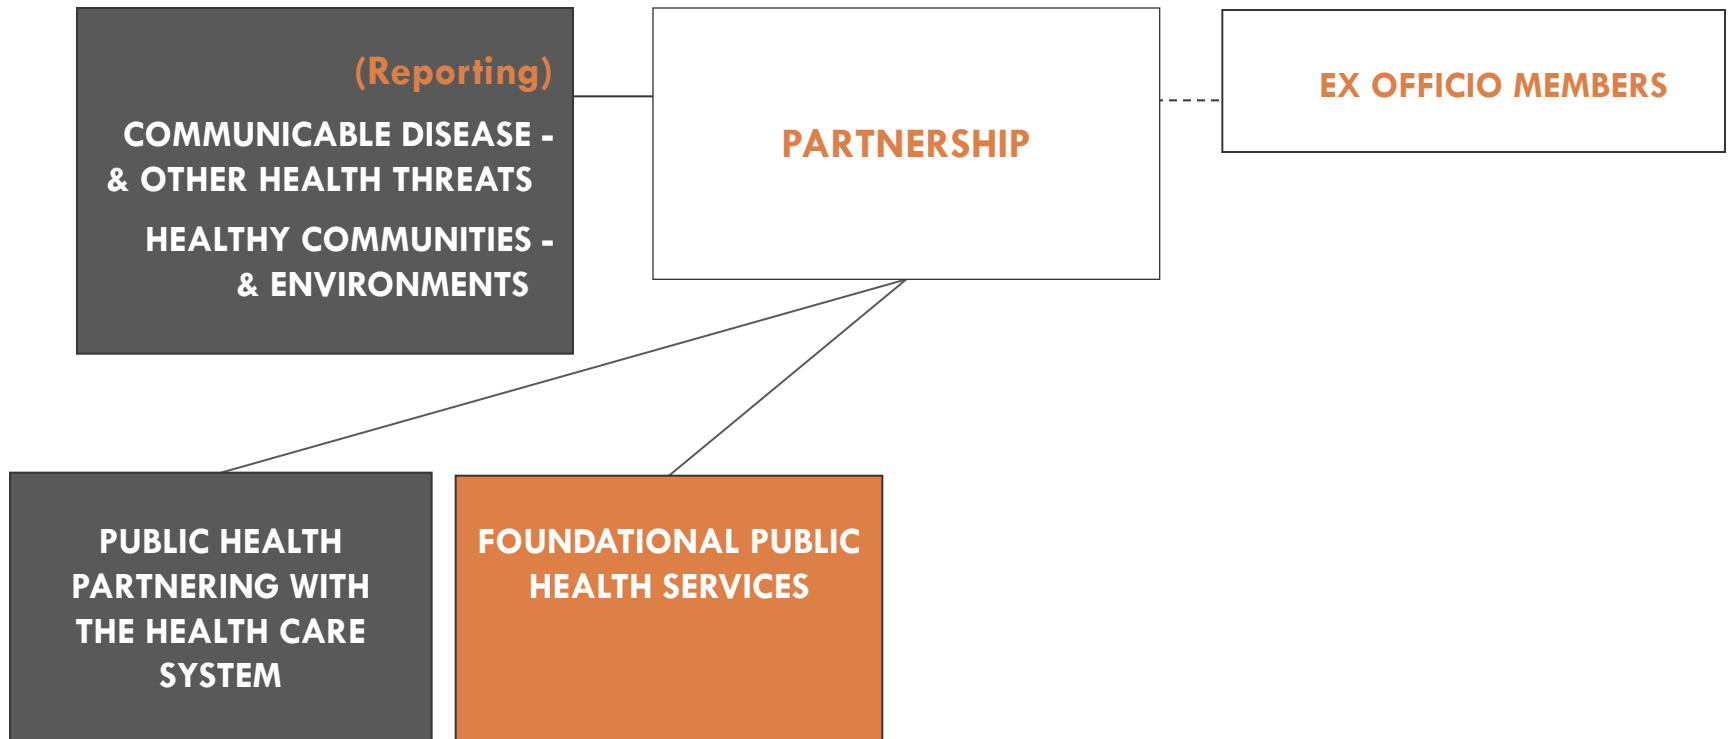 (Reporting)
COMMUNICABLE DISEASE -
& OTHER HEALTH THREATS
HEALTHY COMMUNITIES -
& ENVIRONMENTS
PARTNERSHIP
EX OFFICIO MEMBERS
PUBLIC HEALTH
PARTNERING WITH
THE HEALTH CARE
SYSTEM
FOUNDATIONAL PUBLIC
HEALTH SERVICES